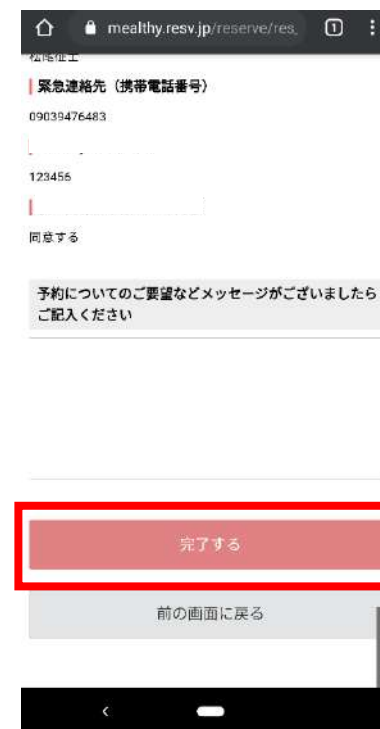 mealthy.resv.jp/reserve/res_
1
緊急連絡先（携帯電話番号）
09039476483
123456
同意する
予約についてのご要望などメッセージがございましたら
ご記入ください
完了する
前の画面に戻る